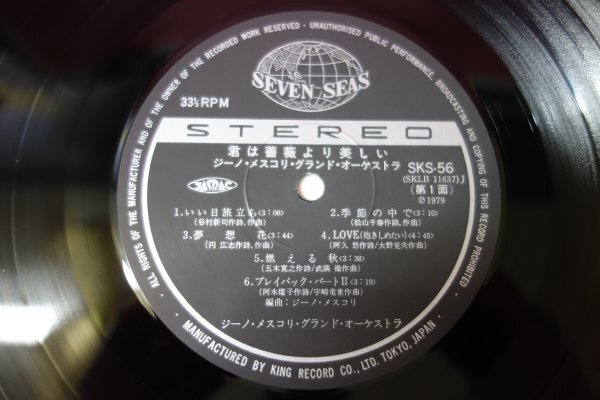 ALL RIGHTS OF THE MANUFACTURER AND OF THE OWNER OF THE RECORDED WORK RESERVED · UNAUTHORISED PUBLIC PERFORMANCE, BROADCASTING AND COPYING OF THIS RECORD PROHIBITED
SEVEN SEAS
33⅓RPM
STEREO
君は薔薇より美しい
ジーノ・メスコリ・グランド・オーケストラ
SKS-56
(SKLB 11637)J
JASRAC
(第1面)
Ⓟ1979
1.いい日旅立ち〈3:08〉
(谷村新司作詩,作曲)
2.季節の中で〈3:10〉
(松山千春作詩,作曲)
3.夢想花〈3:44〉
(円 広志作詩,作曲)
4.LOVE(抱きしめたい)〈4:45〉
(阿久 悠作詩/大野克夫作曲)
5.燃える秋〈3:38〉
(五木寛之作詩/武満 徹作曲)
6.プレイバック・パートII〈3:19〉
(阿木燿子作詩/宇崎竜童作曲)
編曲:ジーノ・メスコリ
ジーノ・メスコリ・グランド・オーケストラ
MANUFACTURED BY KING RECORD CO., LTD. TOKYO, JAPAN